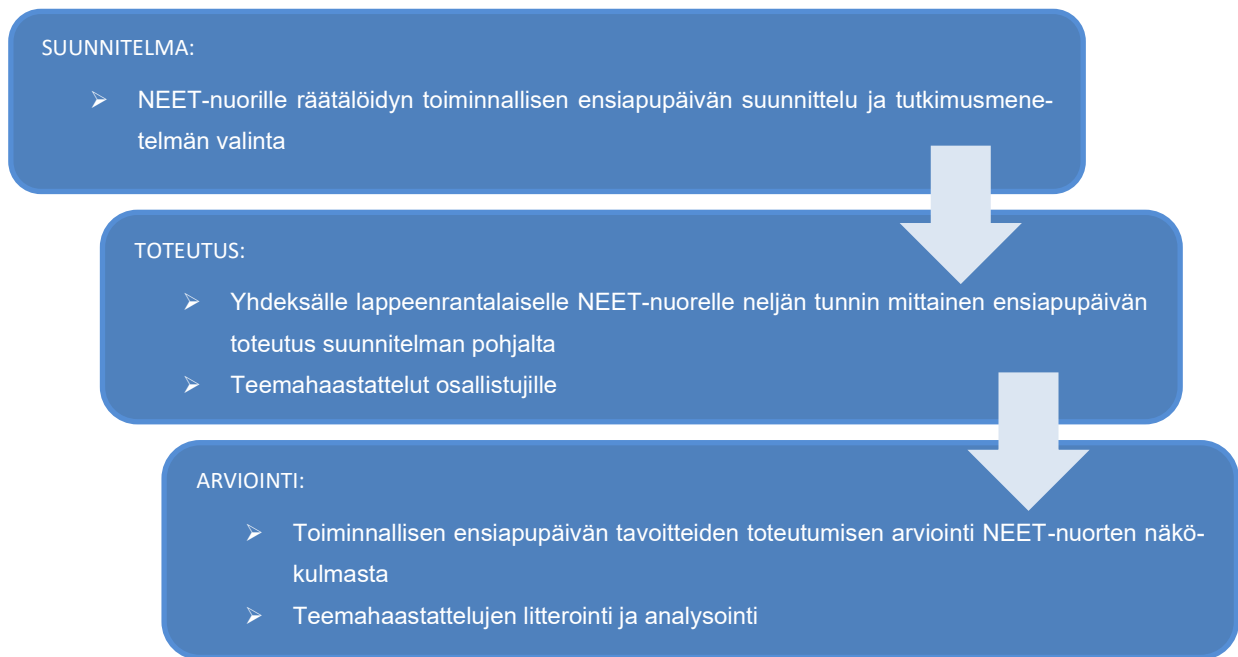 SUUNNITELMA:
➢ NEET-nuorille räätälöidyn toiminnallisen ensiapupäivän suunnittelu ja tutkimusmene-
telmän valinta
TOTEUTUS:
➢ Yhdeksälle lappeenrantalaiselle NEET-nuorelle neljän tunnin mittainen ensiapupäivän
toteutus suunnitelman pohjalta
➢ Teemahaastattelut osallistujille
ARVIOINTI:
➢ Toiminnallisen ensiapupäivän tavoitteiden toteutumisen arviointi NEET-nuorten näkö-
kulmasta
➢ Teemahaastattelujen litterointi ja analysointi